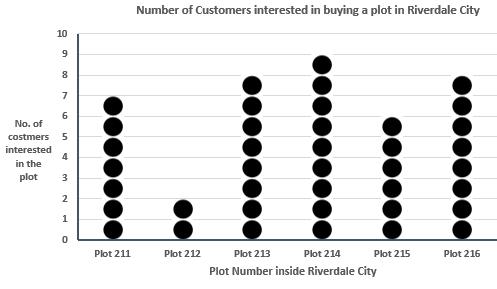 Number of Customers interested in buying a plot in Riverdale City
10
9
8
7
6
5
4
3
2
1
0
No. of
costmers
interested
in the
plot
Plot 211 Plot 212 Plot 213 Plot 214 Plot 215 Plot 216
Plot Number inside Riverdale City